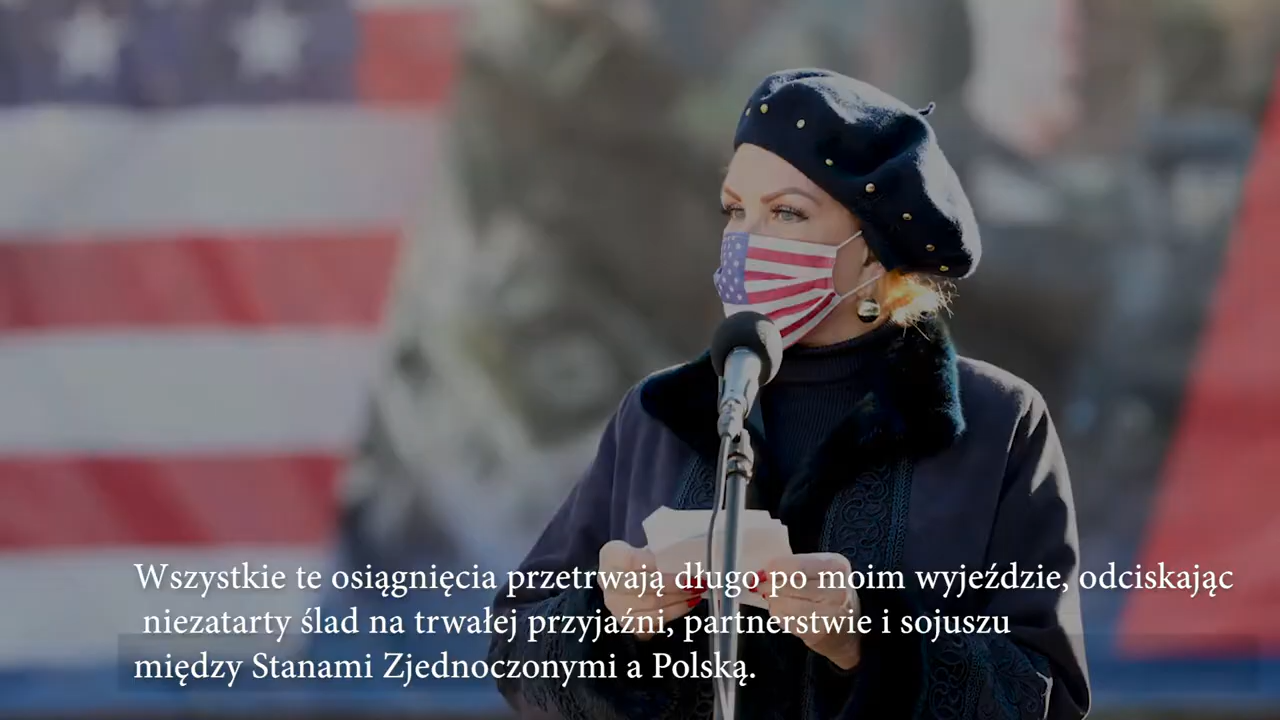 Wszystkie te osiągnięcia przetrwają długo po moim wyjeździe, odciskając
niezatarty ślad na trwałej przyjaźni, partnerstwie i sojuszu
między Stanami Zjednoczonymi a Polską.